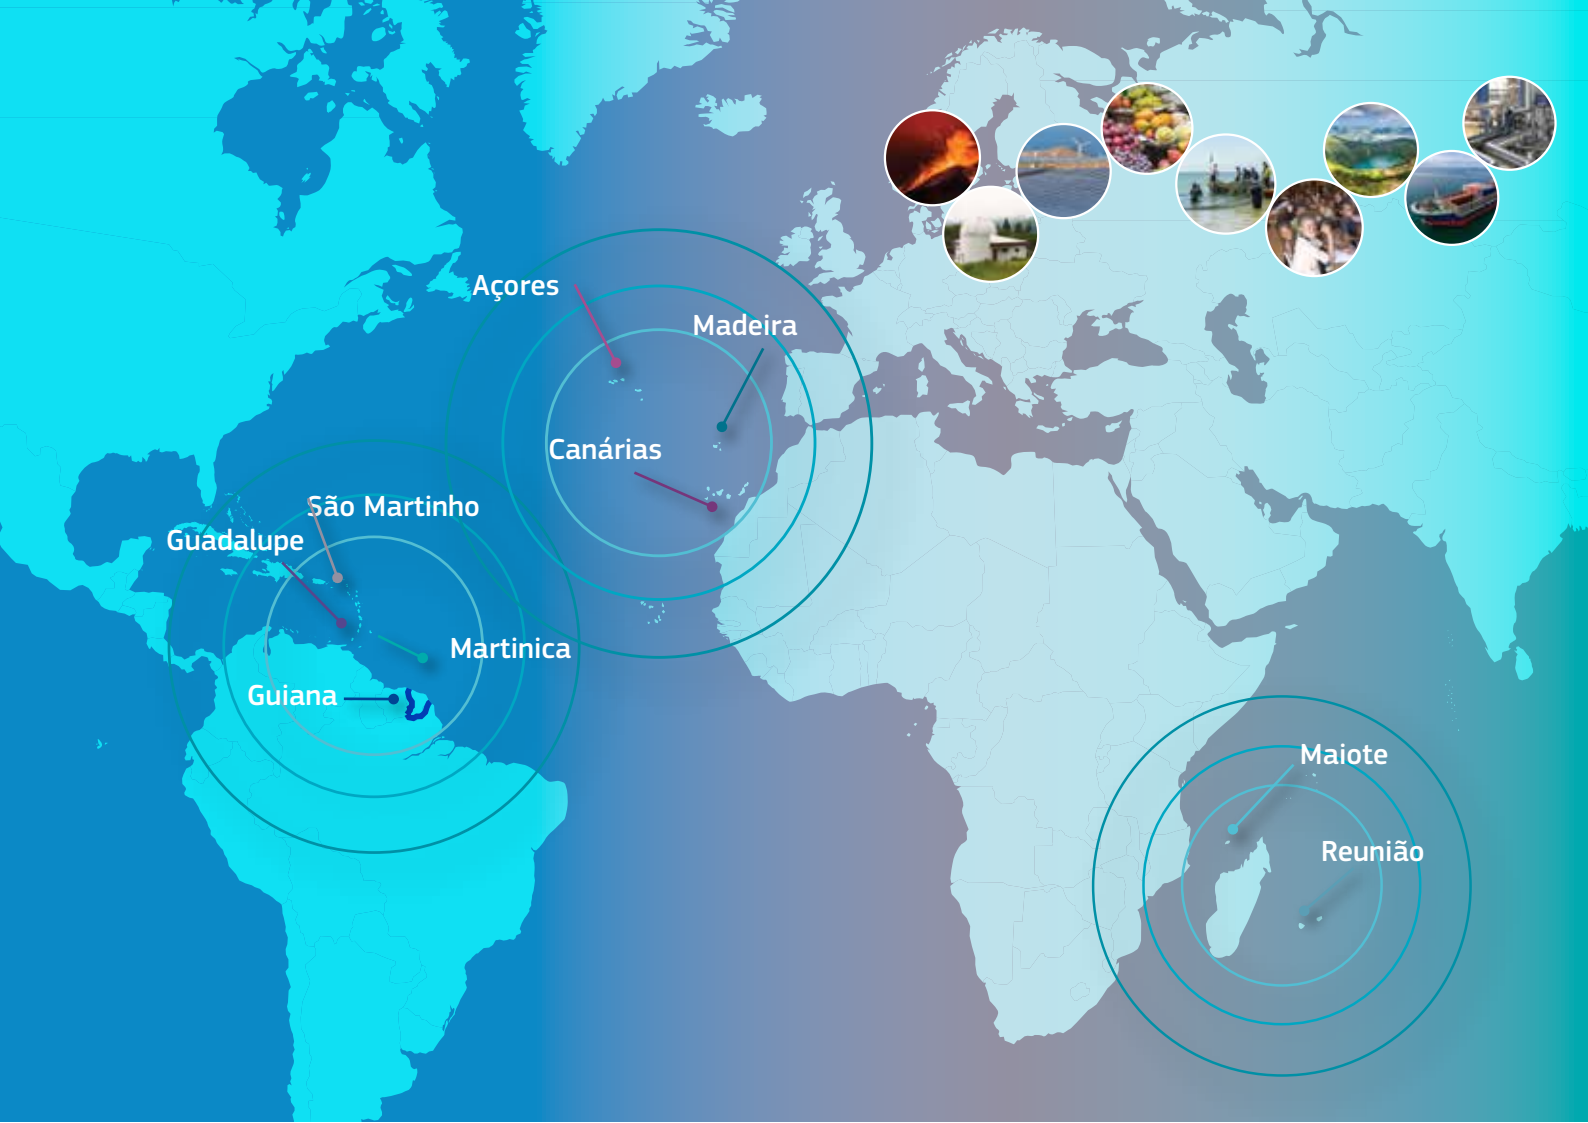 Açores
Madeira
Canárias
São Martinho
Guadalupe
Martinica
Guiana
Maiote
Reunião